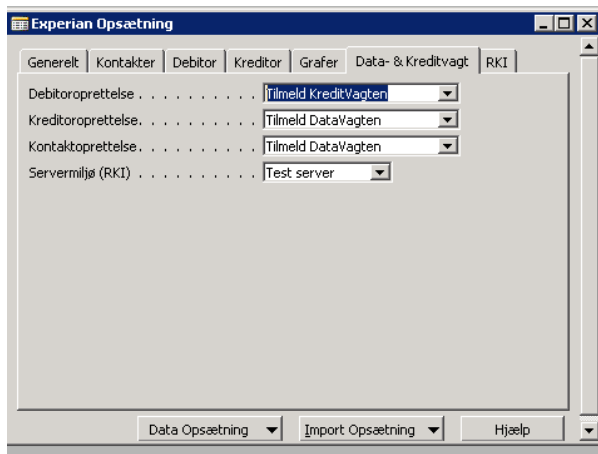 Experian Opsætning
Generelt Kontakter Debitor Kreditor Grafer Data- & Kreditvagt RKI
Debitoroprettelse . . . . . . . . . . Tilmeld KreditVagten
Kreditoroprettelse. . . . . . . . . . Tilmeld DataVagten
Kontaktoprettelse. . . . . . . . . . Tilmeld DataVagten
Servermiljø (RKI) . . . . . . . . . . Test server
Data Opsætning Import Opsætning Hjælp